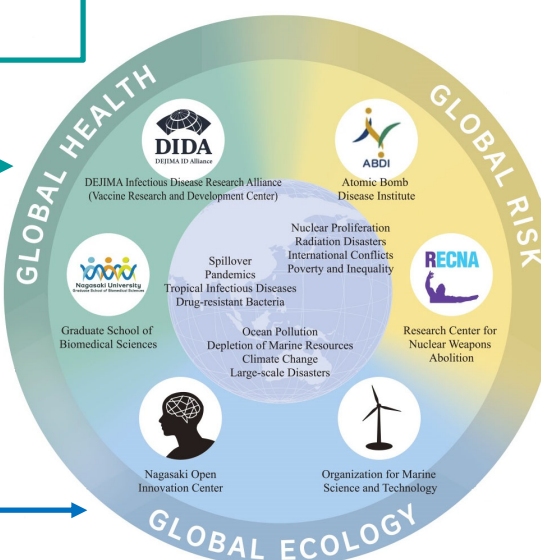 GLOBAL HEALTH
GLOBAL RISK
DIDA
DEJIMA ID Alliance
DEJIMA Infectious Disease Research Alliance
(Vaccine Research and Development Center)
ABDI
Atomic Bomb
Disease Institute
Nuclear Proliferation
Radiation Disasters
International Conflicts
Poverty and Inequality
Spillover
Pandemics
Tropical Infectious Diseases
Drug-resistant Bacteria
Nagasaki University
Graduate School of Biomedical Sciences
Graduate School of
Biomedical Sciences
RECNA
Research Center for
Nuclear Weapons
Abolition
Ocean Pollution
Depletion of Marine Resources
Climate Change
Large-scale Disasters
Nagasaki Open
Innovation Center
Organization for Marine
Science and Technology
GLOBAL ECOLOGY